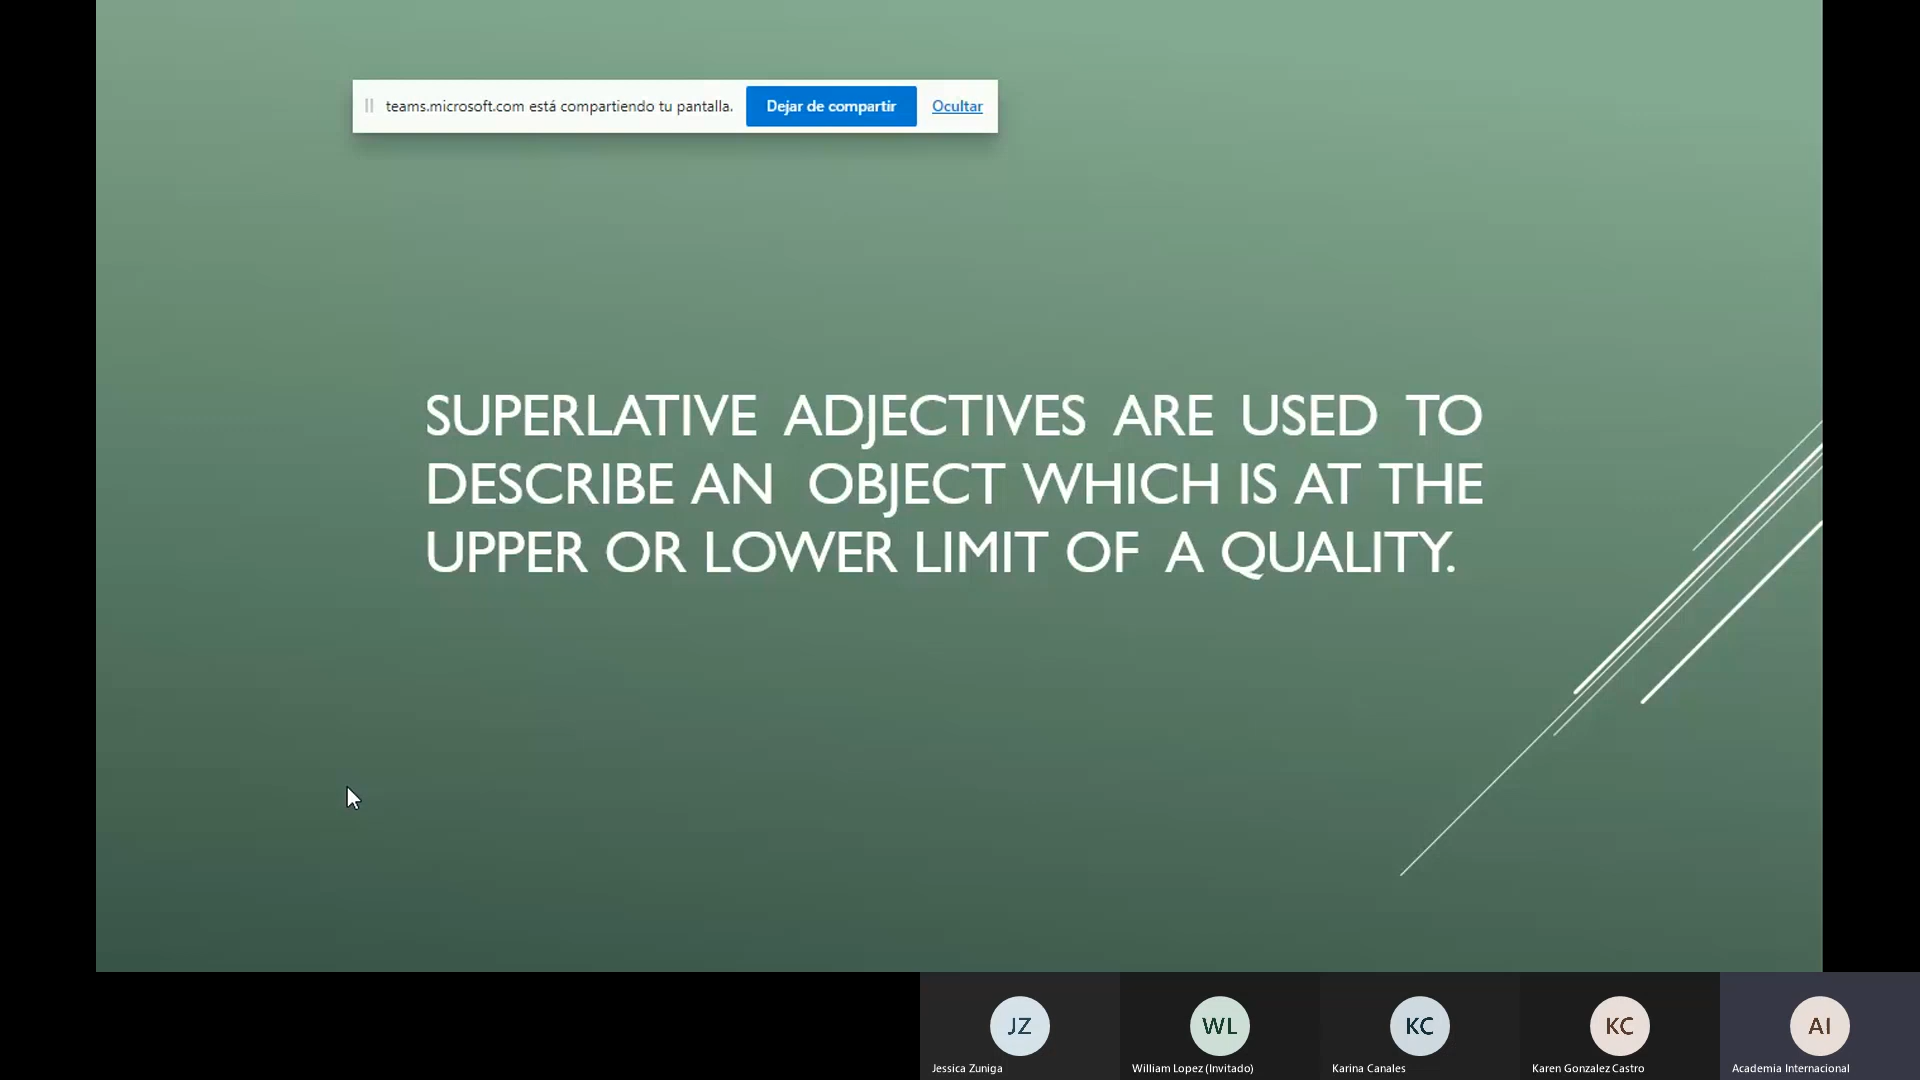 teams.microsoft.com está compartiendo tu pantalla. Dejar de compartir Ocultar
SUPERLATIVE ADJECTIVES ARE USED TO
DESCRIBE AN OBJECT WHICH IS AT THE
UPPER OR LOWER LIMIT OF A QUALITY.
JZ WL KC KC AI
Jessica Zuniga William Lopez (Invitado) Karina Canales Karen Gonzalez Castro Academia Internacional